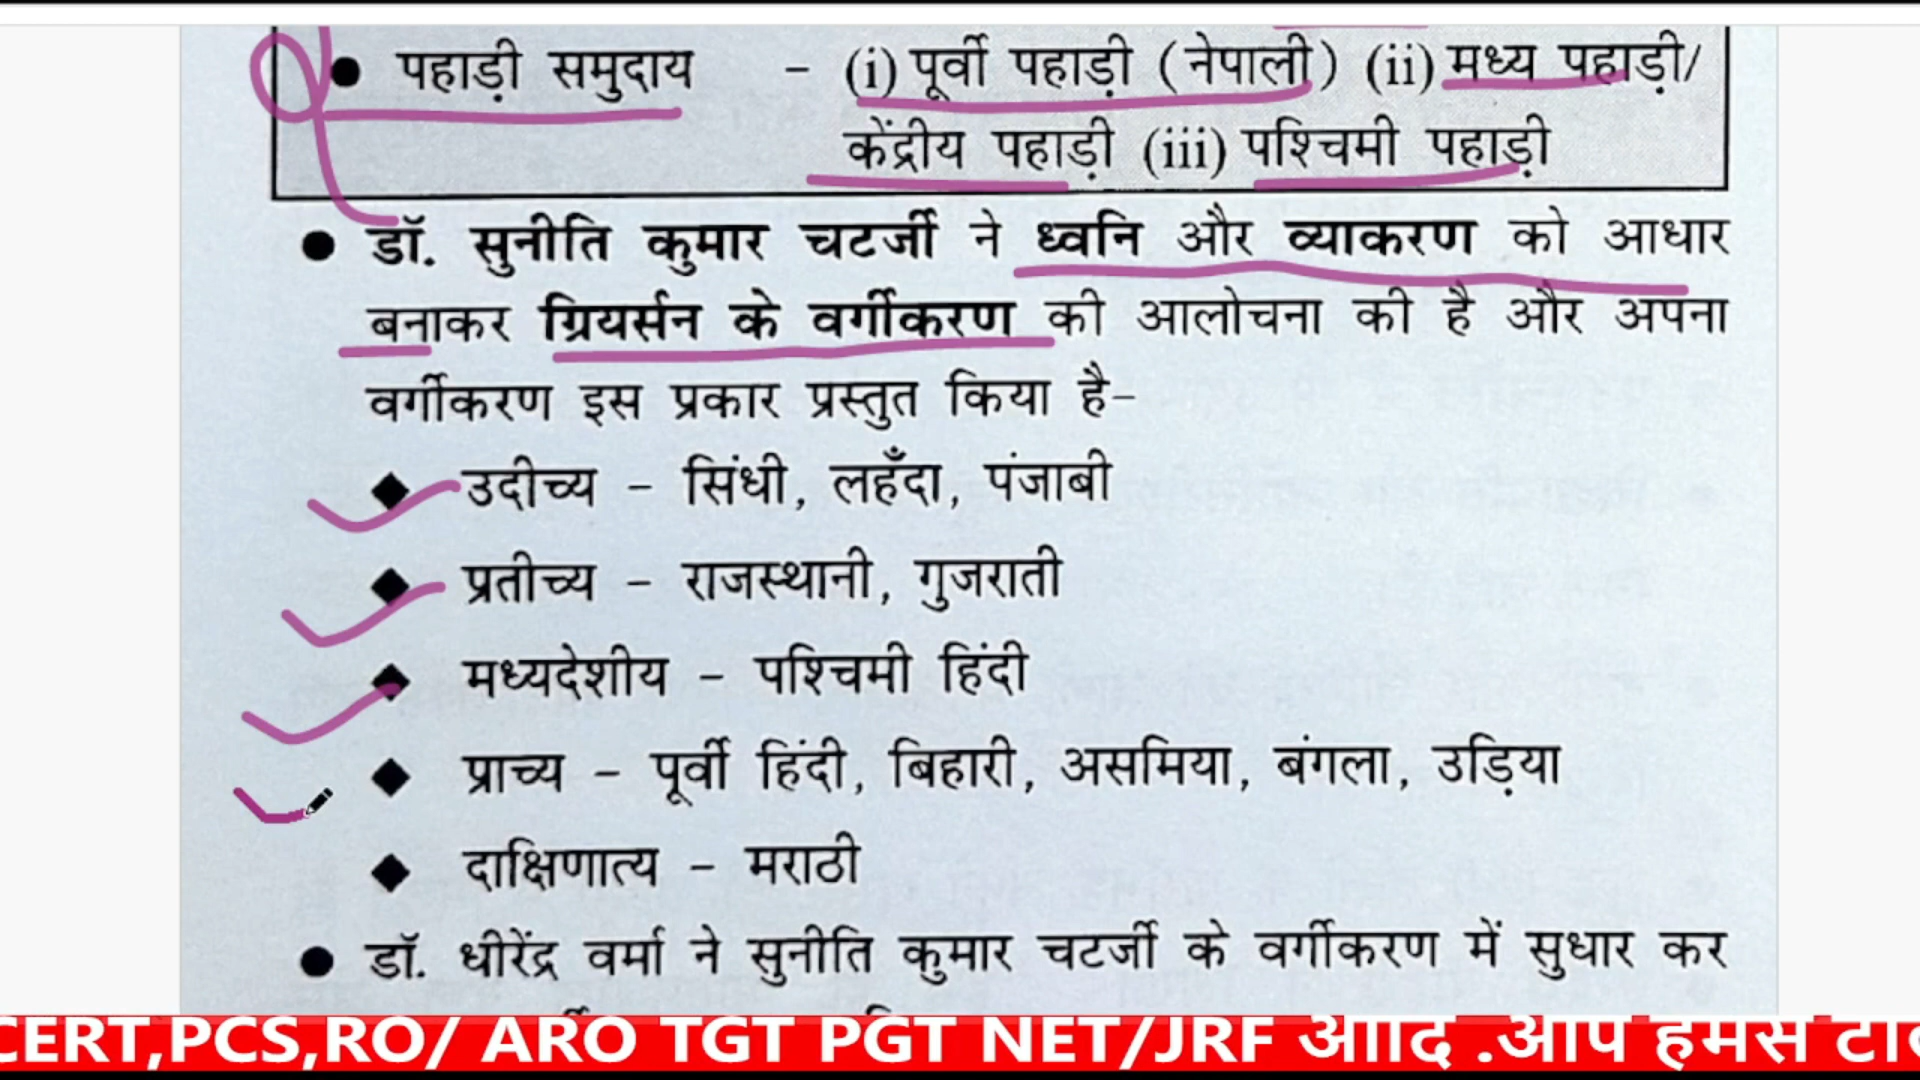 ● पहाड़ी समुदाय - (i) पूर्वी पहाड़ी (नेपाली) (ii) मध्य पहाड़ी/
केंद्रीय पहाड़ी (iii) पश्चिमी पहाड़ी
● डॉ. सुनीति कुमार चटर्जी ने ध्वनि और व्याकरण को आधार
बनाकर ग्रियर्सन के वर्गीकरण की आलोचना की है और अपना
वर्गीकरण इस प्रकार प्रस्तुत किया है-
◆ उदीच्य - सिंधी, लहँदा, पंजाबी
◆ प्रतीच्य - राजस्थानी, गुजराती
◆ मध्यदेशीय - पश्चिमी हिंदी
◆ प्राच्य - पूर्वी हिंदी, बिहारी, असमिया, बंगला, उड़िया
◆ दाक्षिणात्य - मराठी
● डॉ. धीरेंद्र वर्मा ने सुनीति कुमार चटर्जी के वर्गीकरण में सुधार कर
CERT,PCS,RO/ ARO TGT PGT NET/JRF आदि .आप हमसे